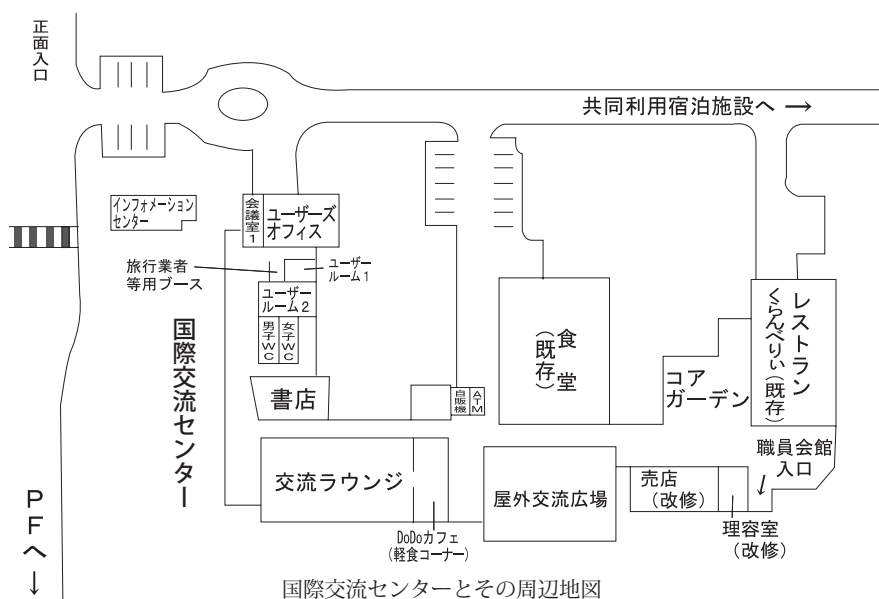 正面入口
共同利用宿泊施設へ →
インフォメーション
センター
会議室1
ユーザーズ
オフィス
旅行業者
等用ブース
ユーザー
ルーム1
ユーザー
ルーム2
男子WC
女子WC
国際交流センター
書店
自販機
ATM
食堂
(既存)
コア
ガーデン
レストラン
くらんべりい(既存)
職員会館
入口
交流ラウンジ
屋外交流広場
売店
(改修)
理容室
(改修)
DoDoカフェ
(軽食コーナー)
PFへ→
国際交流センターとその周辺地図